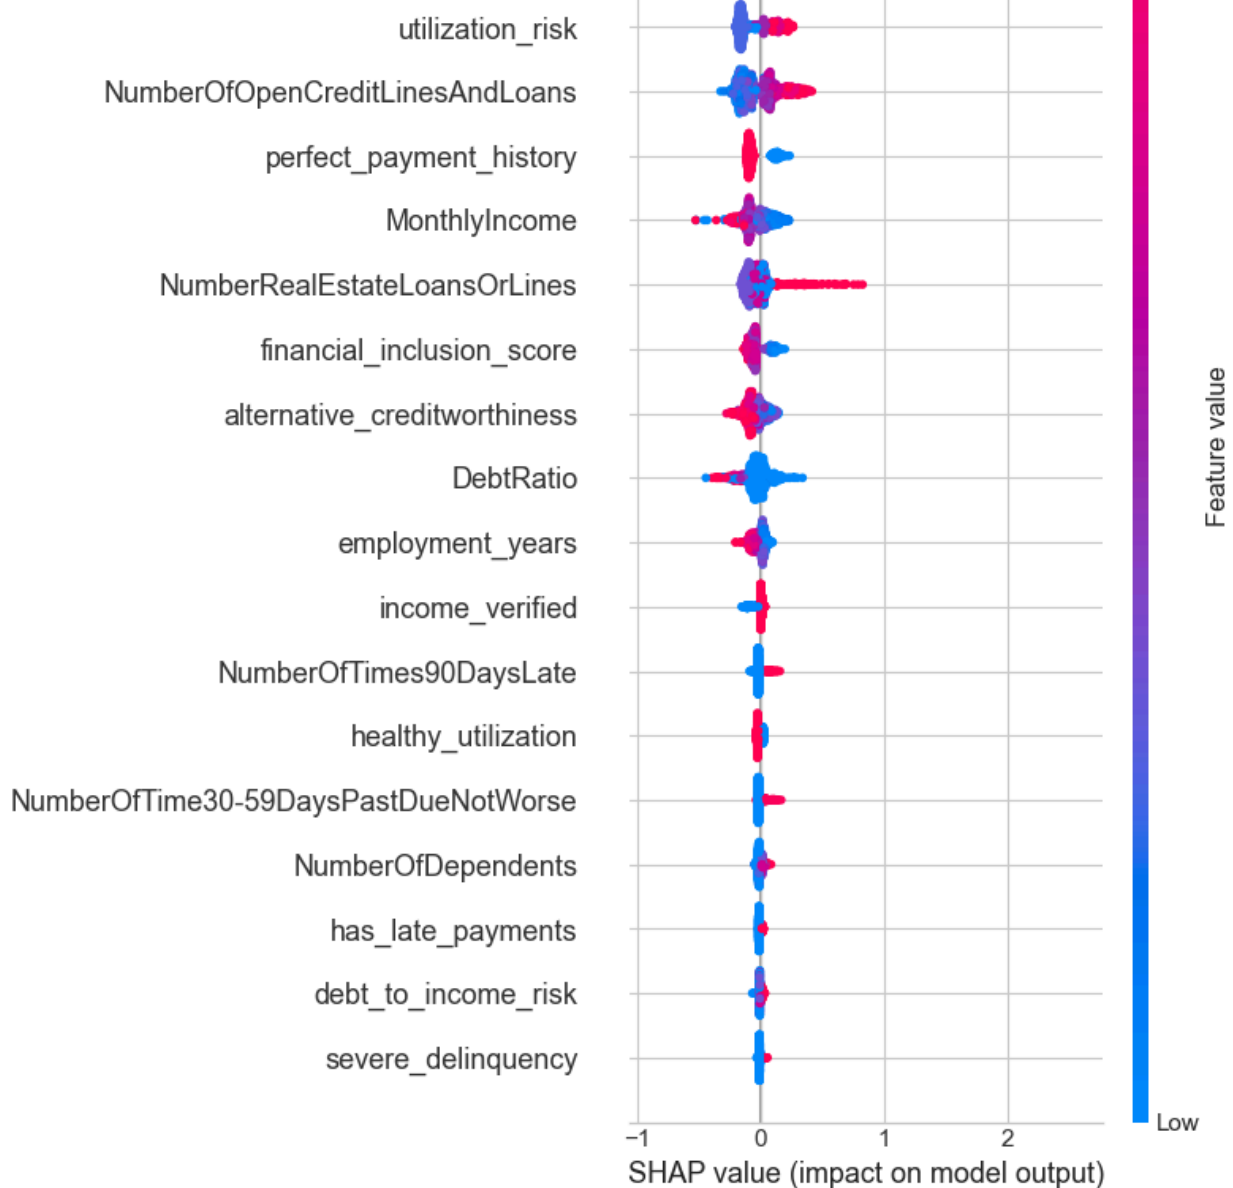 utilization_risk
NumberOfOpenCreditLinesAndLoans
perfect_payment_history
MonthlyIncome
NumberRealEstateLoansOrLines
financial_inclusion_score
alternative_creditworthiness
DebtRatio
employment_years
income_verified
NumberOfTimes90DaysLate
healthy_utilization
NumberOfTime30-59DaysPastDueNotWorse
NumberOfDependents
has_late_payments
debt_to_income_risk
severe_delinquency
−1 0 1 2
SHAP value (impact on model output)
Feature value
Low